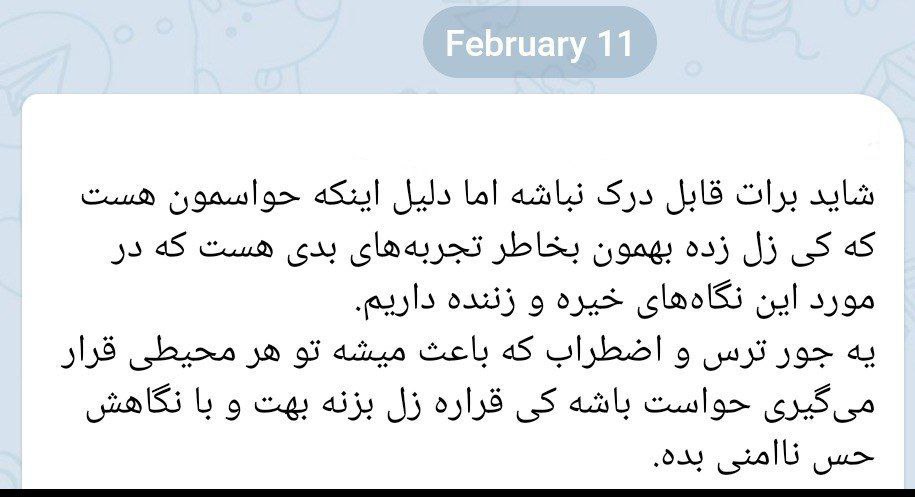 February 11
شاید برات قابل درک نباشه اما دلیل اینکه حواسمون هست
که کی زل زده بهمون بخاطر تجربه‌های بدی هست که در
مورد این نگاه‌های خیره و زننده داریم.
یه جور ترس و اضطراب که باعث میشه تو هر محیطی قرار
می‌گیری حواست باشه کی قراره زل بزنه بهت و با نگاهش
حس ناامنی بده.